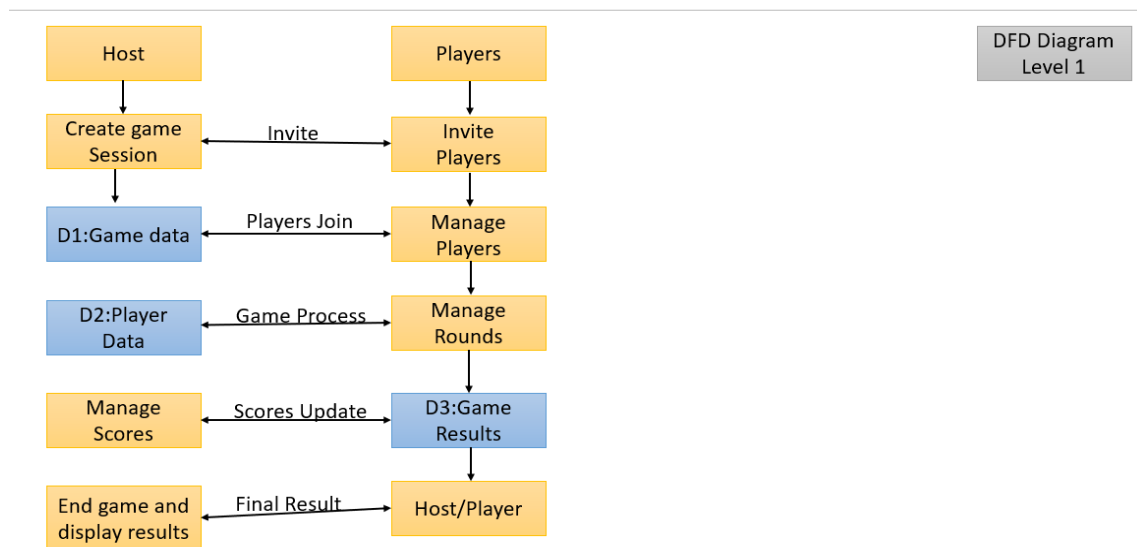 Host
Players
DFD Diagram
Level 1
Create game
Session
Invite
Invite
Players
D1:Game data
Players Join
Manage
Players
D2:Player
Data
Game Process
Manage
Rounds
Manage
Scores
Scores Update
D3:Game
Results
End game and
display results
Final Result
Host/Player